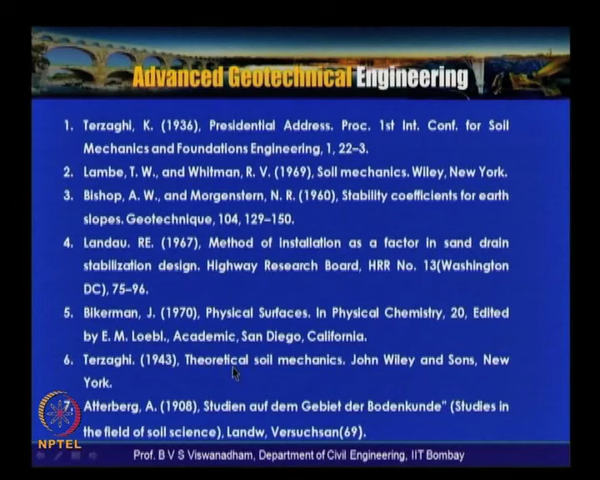 Advanced Geotechnical Engineering
1. Terzaghi, K. (1936), Presidential Address. Proc. 1st Int. Conf. for Soil
Mechanics and Foundations Engineering, 1, 22–3.
2. Lambe, T. W., and Whitman, R. V. (1969), Soil mechanics. Wiley, New York.
3. Bishop, A. W., and Morgenstern, N. R. (1960), Stability coefficients for earth
slopes. Geotechnique, 104, 129–150.
4. Landau. RE. (1967), Method of installation as a factor in sand drain
stabilization design. Highway Research Board, HRR No. 13(Washington
DC), 75–96.
5. Bikerman, J. (1970), Physical Surfaces. In Physical Chemistry, 20, Edited
by E. M. Loebl., Academic, San Diego, California.
6. Terzaghi. (1943), Theoretical soil mechanics. John Wiley and Sons, New
York.
7. Atterberg, A. (1908), Studien auf dem Gebiet der Bodenkunde" (Studies in
the field of soil science), Landw, Versuchsan(69).
NPTEL
Prof. B V S Viswanadham, Department of Civil Engineering, IIT Bombay